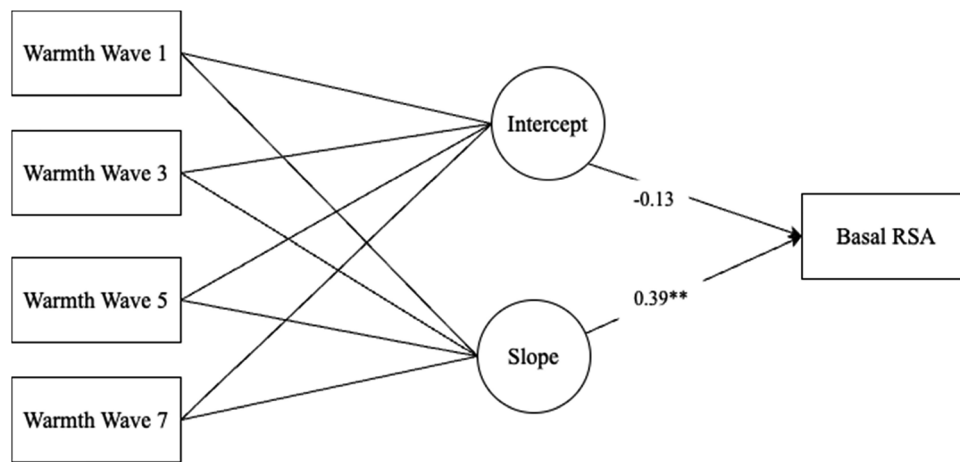 Warmth Wave 1
Warmth Wave 3
Warmth Wave 5
Warmth Wave 7
Intercept
Slope
-0.13
0.39**
Basal RSA